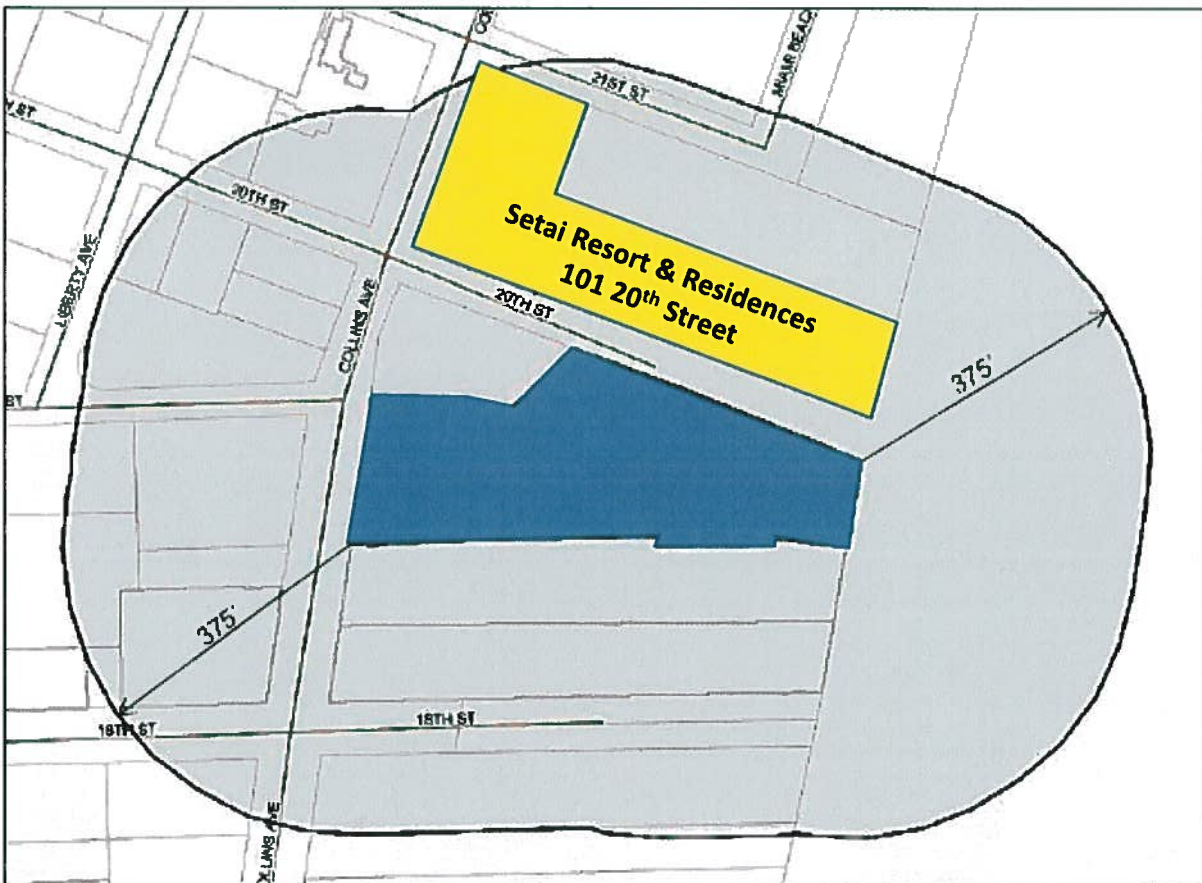 21ST ST
20TH ST
LIBERTY AVE
COLLINS AVE
20TH ST
Setai Resort & Residences
101 20th Street
375'
ST
375'
18TH ST
18TH ST